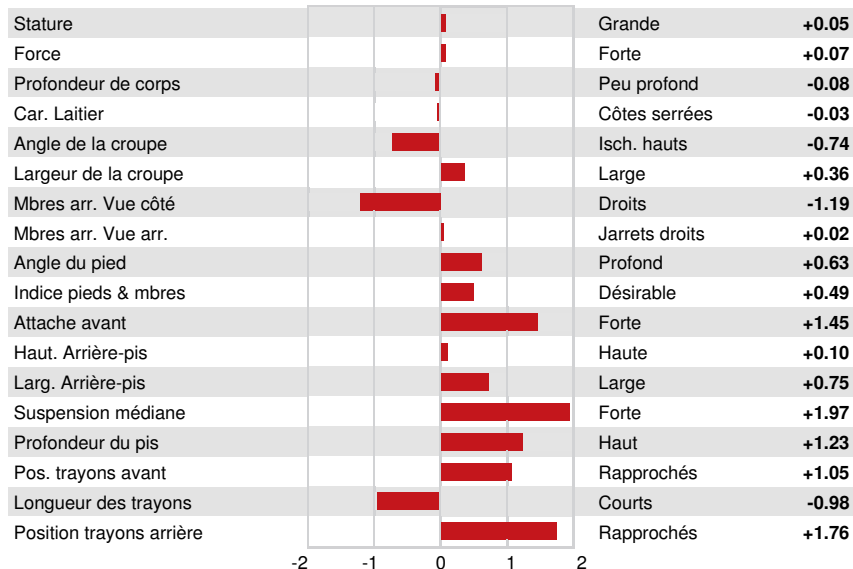 Stature Grande +0.05
Force Forte +0.07
Profondeur de corps Peu profond -0.08
Car. Laitier Côtes serrées -0.03
Angle de la croupe Isch. hauts -0.74
Largeur de la croupe Large +0.36
Mbres arr. Vue côté Droits -1.19
Mbres arr. Vue arr. Jarrets droits +0.02
Angle du pied Profond +0.63
Indice pieds & mbres Désirable +0.49
Attache avant Forte +1.45
Haut. Arrière-pis Haute +0.10
Larg. Arrière-pis Large +0.75
Suspension médiane Forte +1.97
Profondeur du pis Haut +1.23
Pos. trayons avant Rapprochés +1.05
Longueur des trayons Courts -0.98
Position trayons arrière Rapprochés +1.76
-2 -1 0 1 2